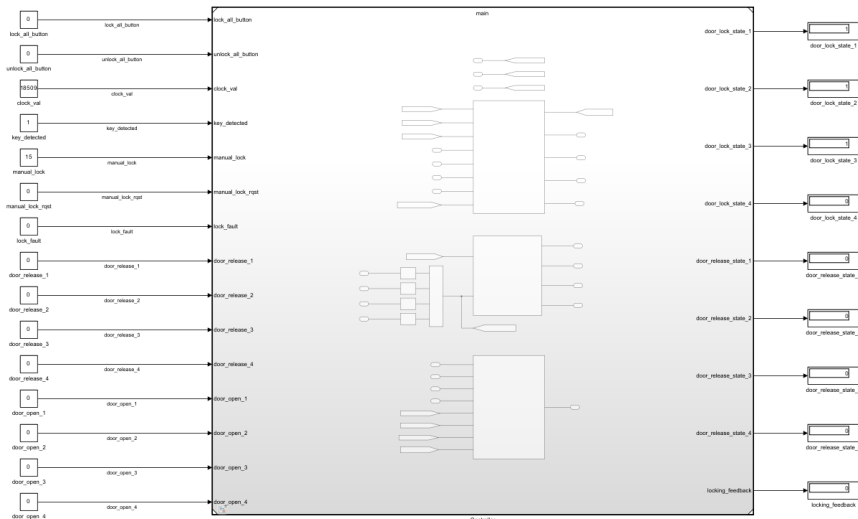 main
0
lock_all_button
lock_all_button
lock_all_button
0
unlock_all_button
unlock_all_button
unlock_all_button
18509
clock_val
clock_val
clock_val
1
key_detected
key_detected
key_detected
15
manual_lock
manual_lock
manual_lock
0
manual_lock_rqst
manual_lock_rqst
manual_lock_rqst
0
lock_fault
lock_fault
lock_fault
0
door_release_1
door_release_1
door_release_1
0
door_release_2
door_release_2
door_release_2
0
door_release_3
door_release_3
door_release_3
0
door_release_4
door_release_4
door_release_4
0
door_open_1
door_open_1
door_open_1
0
door_open_2
door_open_2
door_open_2
0
door_open_3
door_open_3
door_open_3
0
door_open_4
door_open_4
door_open_4
door_lock_state_1
1
door_lock_state_1
door_lock_state_2
1
door_lock_state_2
door_lock_state_3
1
door_lock_state_3
door_lock_state_4
0
door_lock_state_4
door_release_state_1
0
door_release_state_
door_release_state_2
0
door_release_state_
door_release_state_3
0
door_release_state_
door_release_state_4
0
door_release_state_
locking_feedback
0
locking_feedback